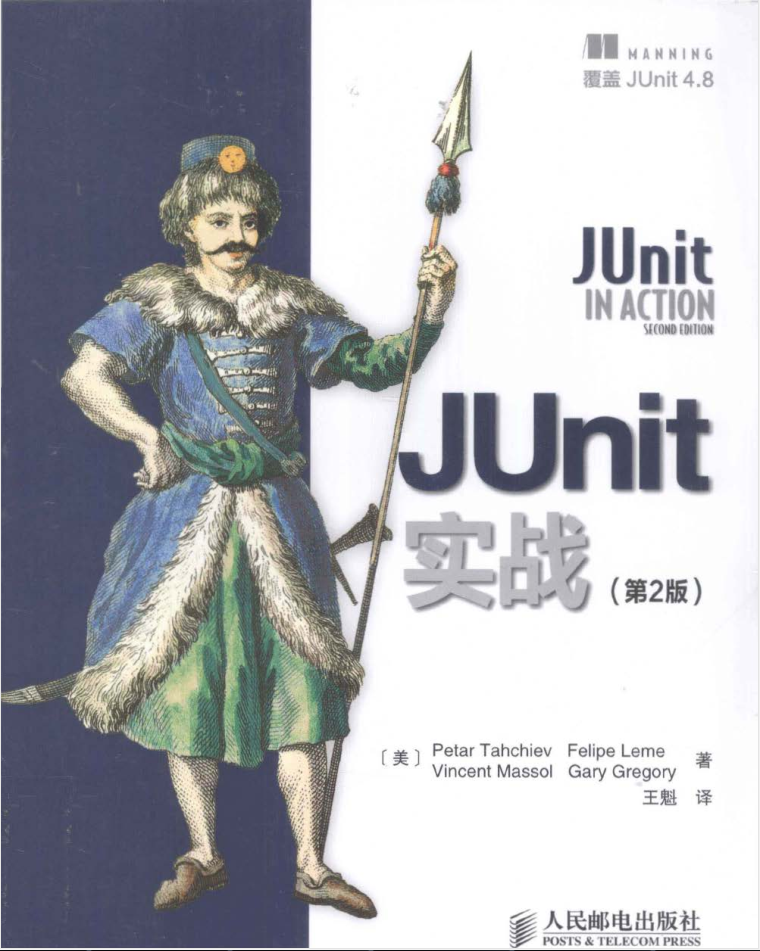 MANNING
覆盖 JUnit 4.8
JUnit
IN ACTION
SECOND EDITION
JUnit
实战
（第2版）
〔美〕 Petar Tahchiev Felipe Leme 著
Vincent Massol Gary Gregory
王魁 译
人民邮电出版社
POSTS & TELECOM PRESS